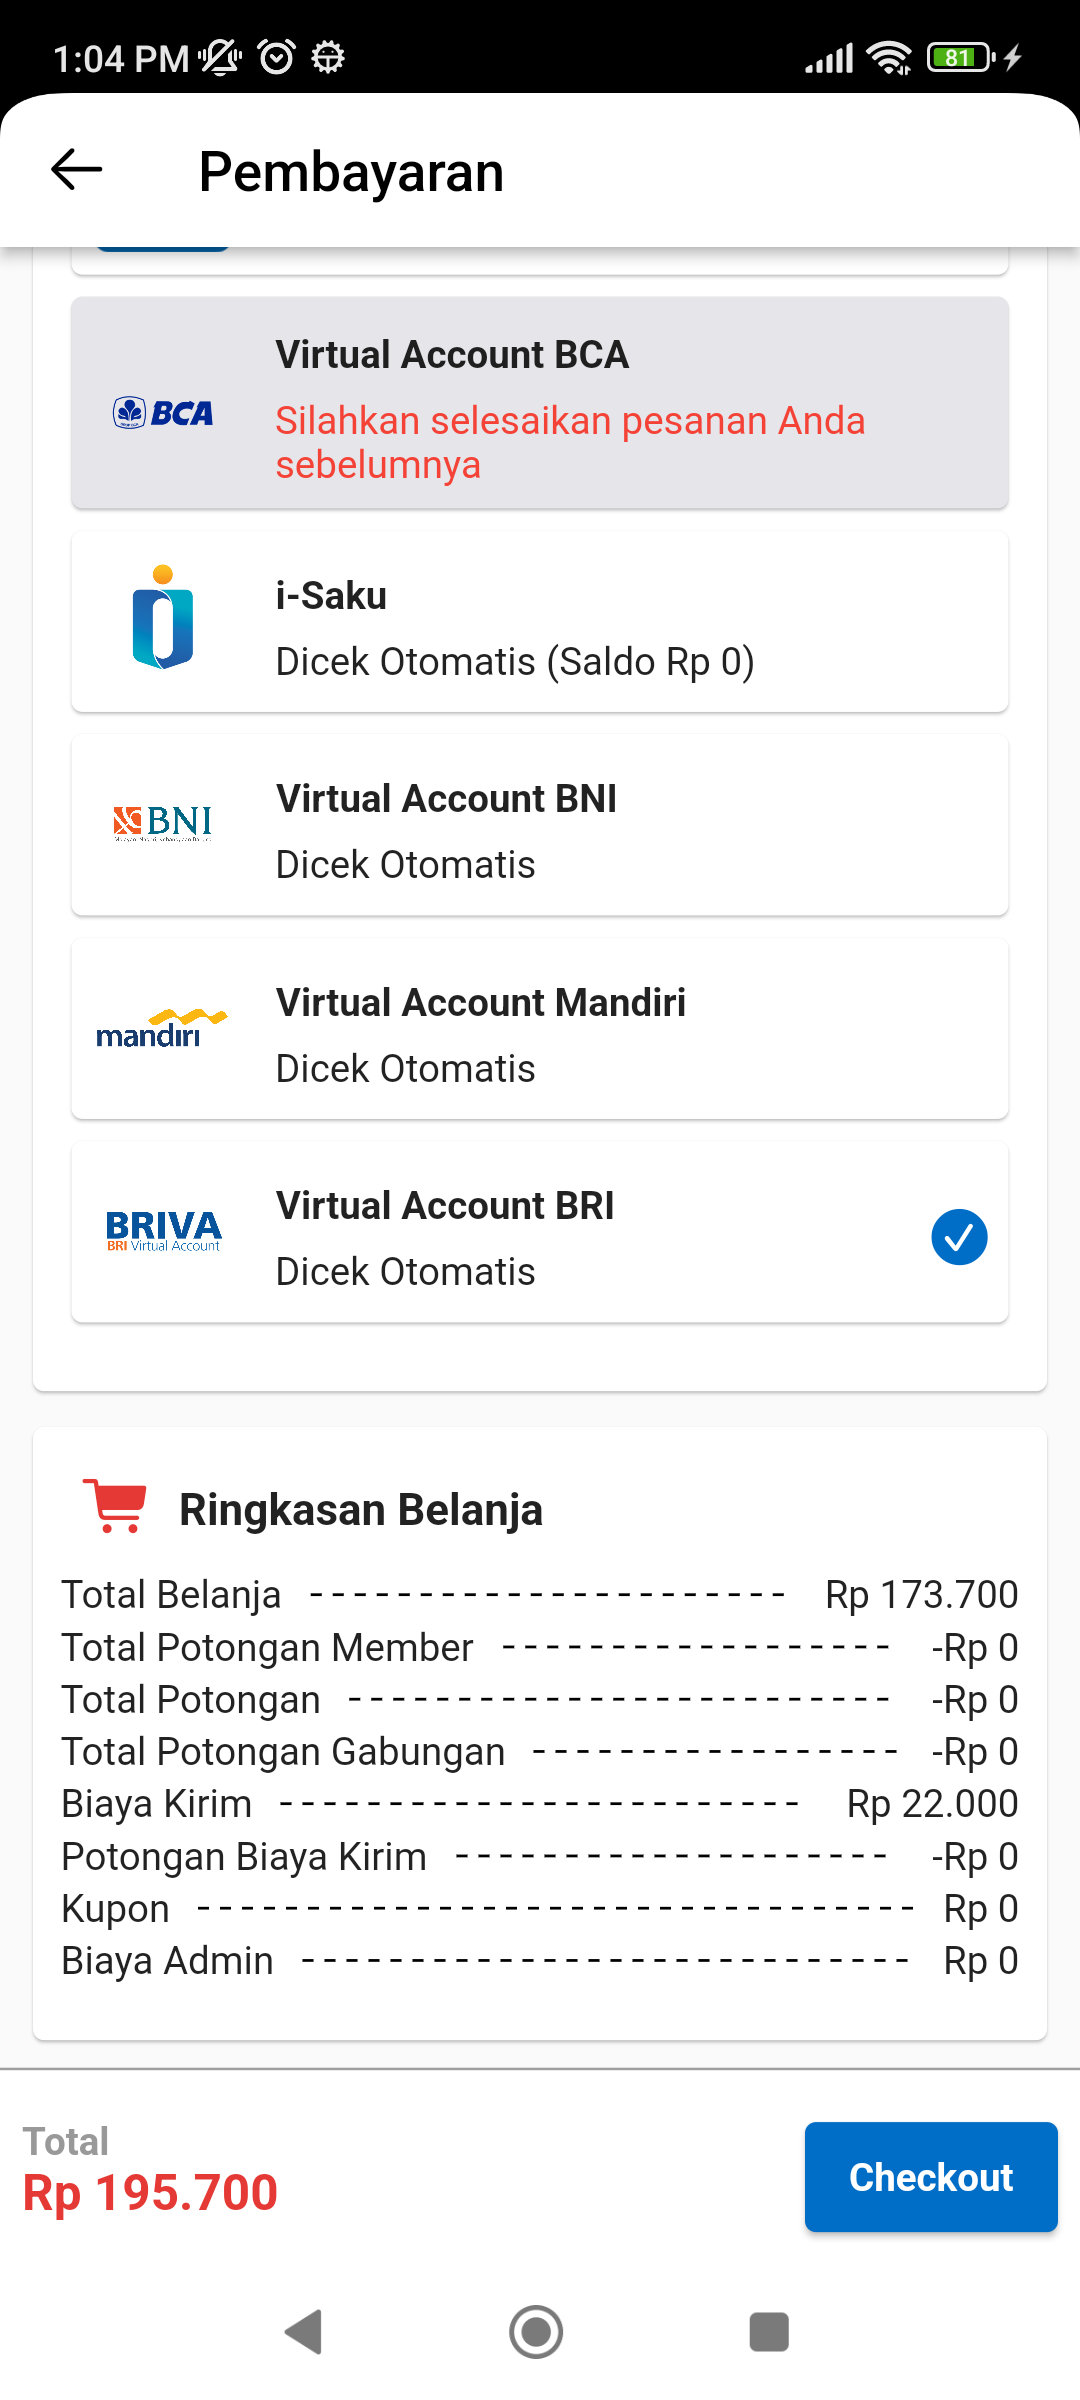 1:04 PM
81
Pembayaran
Virtual Account BCA
BCA
Silahkan selesaikan pesanan Anda
sebelumnya
i-Saku
Dicek Otomatis (Saldo Rp 0)
Virtual Account BNI
BNI
Dicek Otomatis
Virtual Account Mandiri
mandiri
Dicek Otomatis
Virtual Account BRI
BRIVA
BRI Virtual Account
Dicek Otomatis
Ringkasan Belanja
Total Belanja ---------------------- Rp 173.700
Total Potongan Member ------------------ -Rp 0
Total Potongan ------------------------- -Rp 0
Total Potongan Gabungan ----------------- -Rp 0
Biaya Kirim ------------------------ Rp 22.000
Potongan Biaya Kirim -------------------- -Rp 0
Kupon --------------------------------- Rp 0
Biaya Admin ---------------------------- Rp 0
Total
Rp 195.700
Checkout